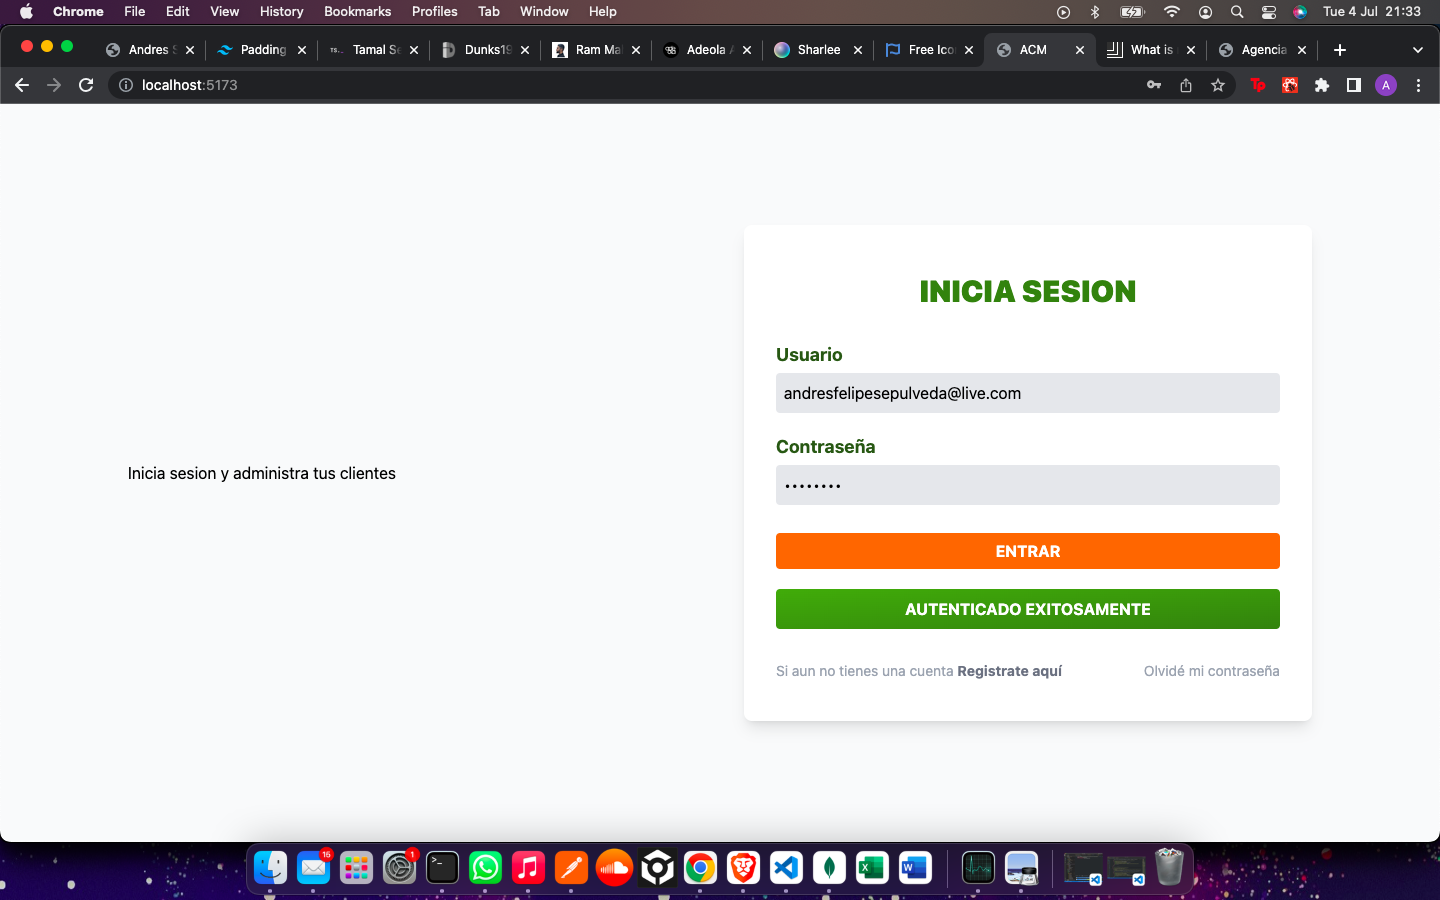 Chrome File Edit View History Bookmarks Profiles Tab Window Help Tue 4 Jul 21:33
Andres S Padding Tamal Se Dunks19 Ram Mal Adeola A Sharlee Free Ico ACM What is Agencia
localhost:5173
A
INICIA SESION
Usuario
andresfelipesepulveda@live.com
Contraseña
Inicia sesion y administra tus clientes
ENTRAR
AUTENTICADO EXITOSAMENTE
Si aun no tienes una cuenta Registrate aquí Olvidé mi contraseña
16 1